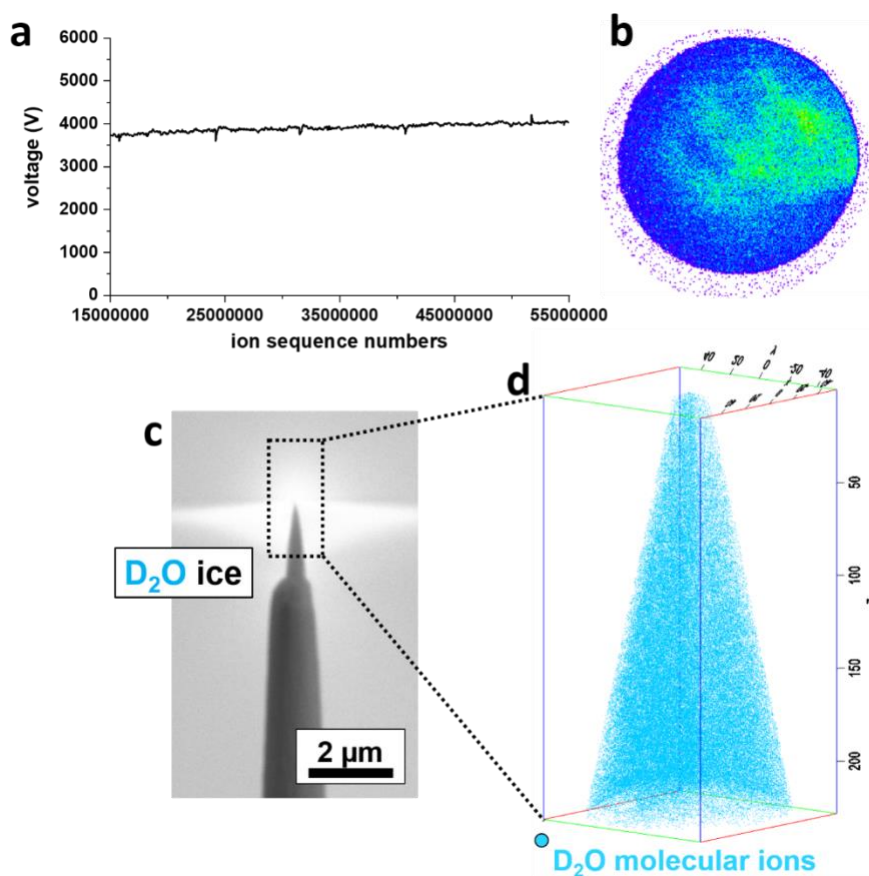 a
6000
5000
4000
3000
2000
1000
0
voltage (V)
15000000 25000000 35000000 45000000 55000000
ion sequence numbers
b
c
D₂O ice
2 µm
d
50
100
150
200
D₂O molecular ions